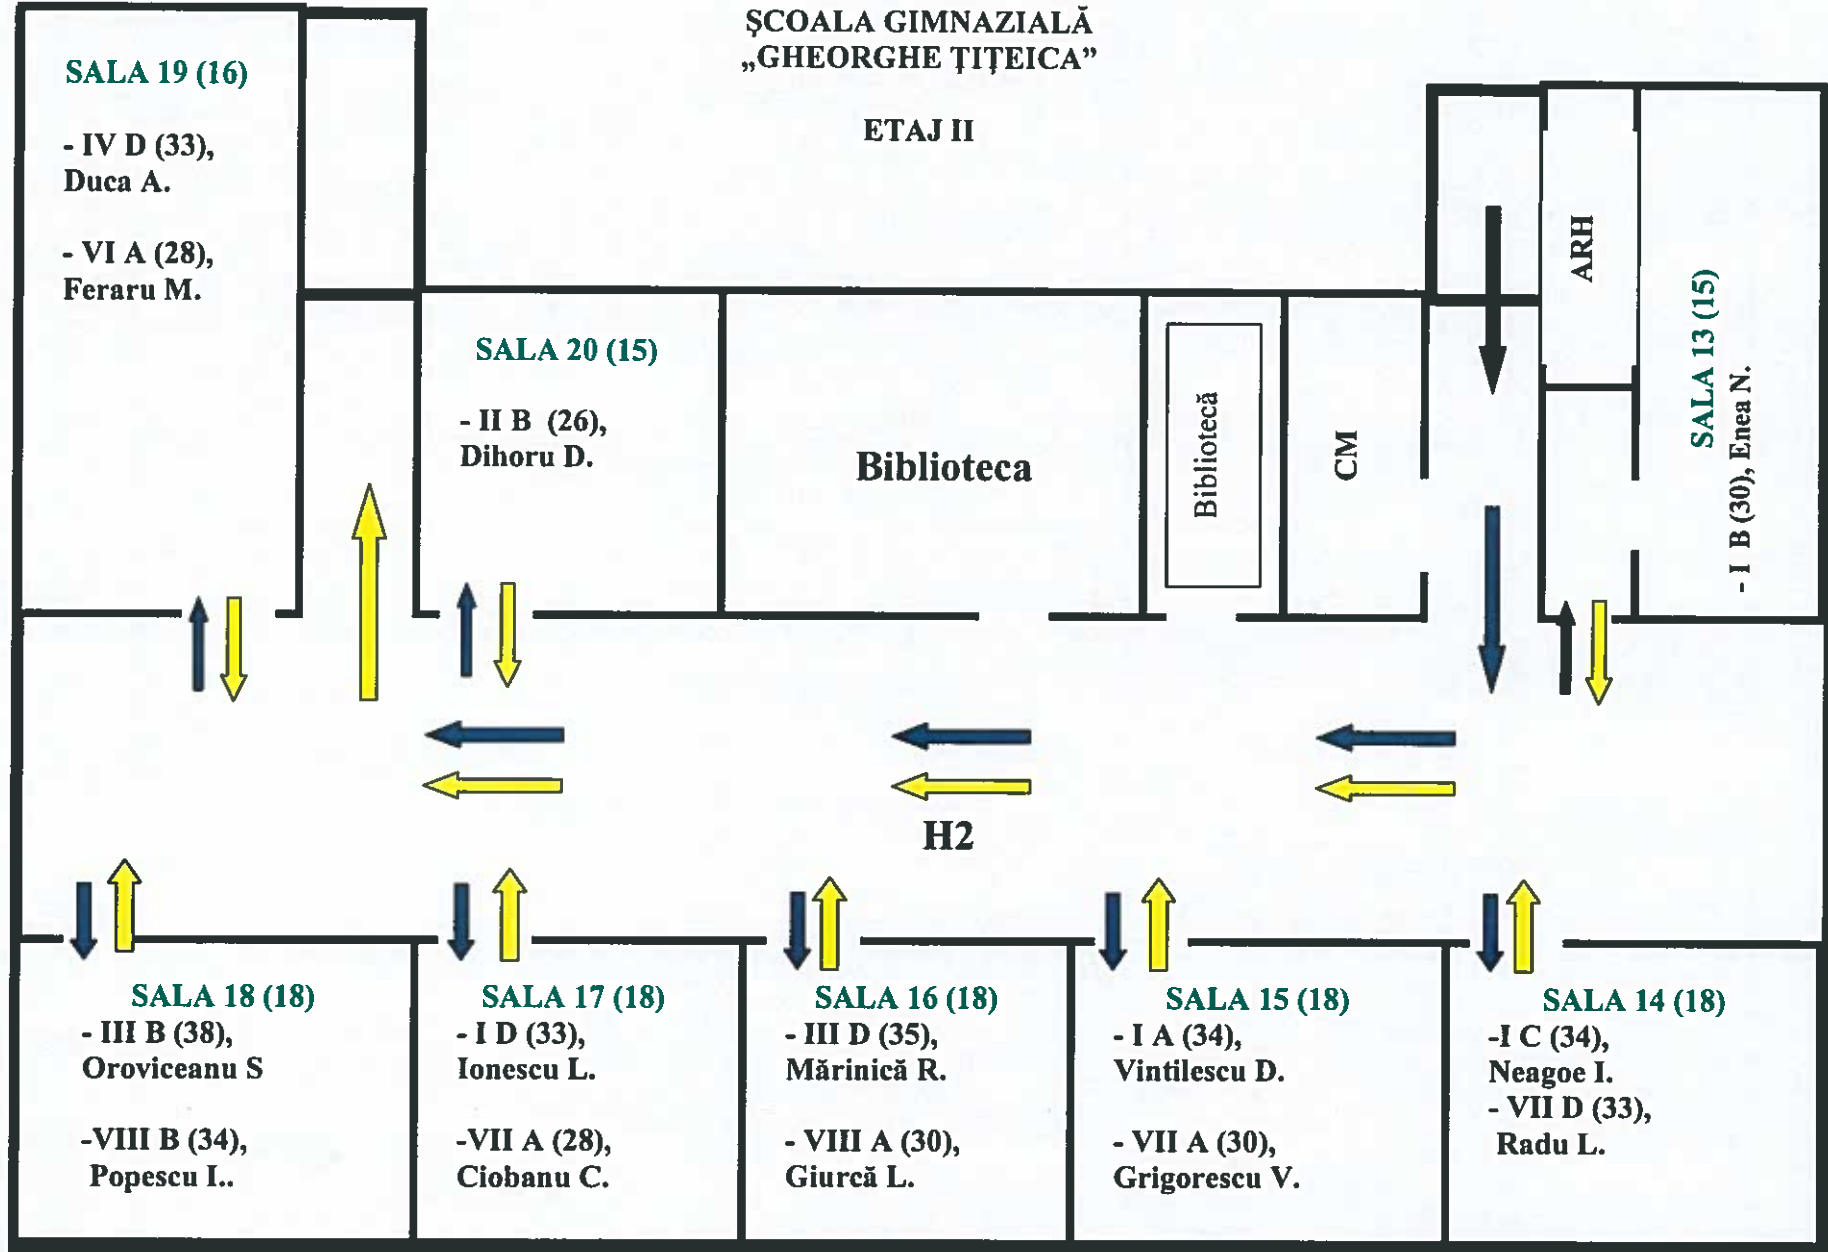 ŞCOALA GIMNAZIALĂ
„GHEORGHE ŢIŢEICA”
ETAJ II
SALA 19 (16)
- IV D (33),
Duca A.
- VI A (28),
Feraru M.
SALA 20 (15)
- II B (26),
Dihoru D.
Biblioteca
Bibliotecă
CM
ARH
SALA 13 (15)
- I B (30), Enea N.
H2
SALA 18 (18)
- III B (38),
Oroviceanu S
-VIII B (34),
Popescu I..
SALA 17 (18)
- I D (33),
Ionescu L.
-VII A (28),
Ciobanu C.
SALA 16 (18)
- III D (35),
Mărinică R.
- VIII A (30),
Giurcă L.
SALA 15 (18)
- I A (34),
Vintilescu D.
- VII A (30),
Grigorescu V.
SALA 14 (18)
-I C (34),
Neagoe I.
- VII D (33),
Radu L.